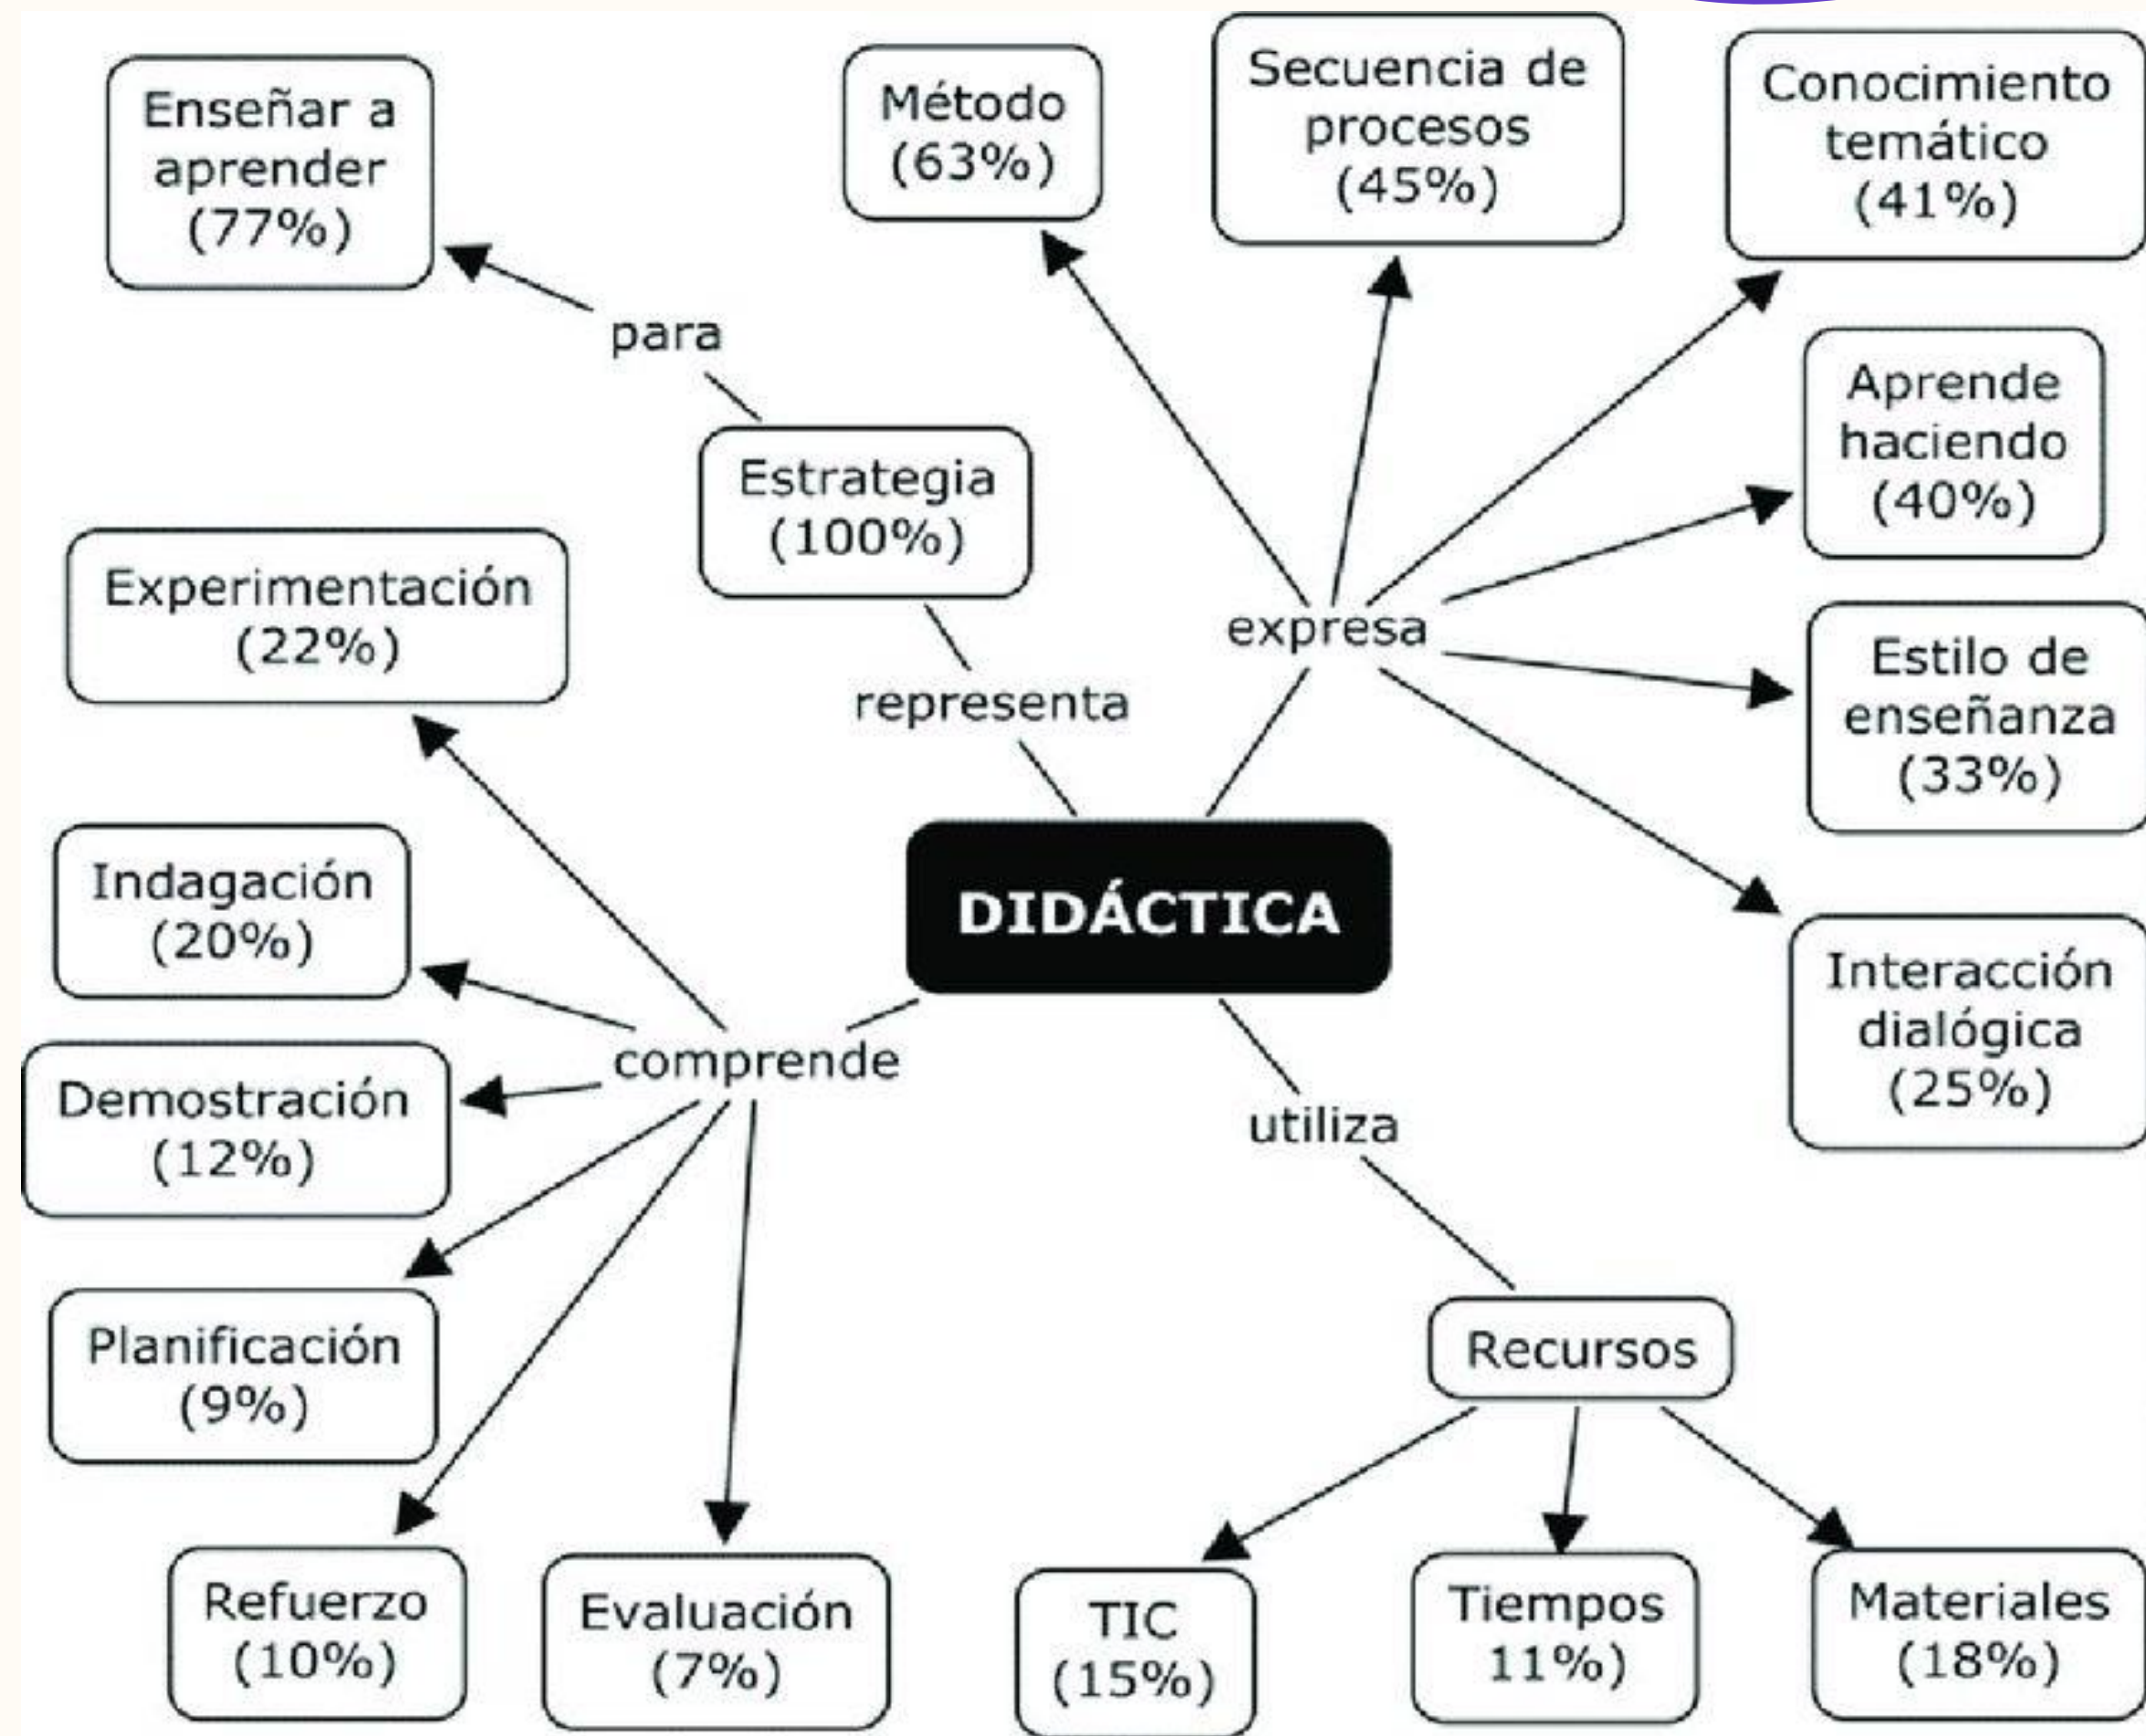 Enseñar a
aprender
(77%)
Método
(63%)
Secuencia de
procesos
(45%)
Conocimiento
temático
(41%)
para
Aprende
haciendo
(40%)
Estrategia
(100%)
Experimentación
(22%)
expresa
representa
Estilo de
enseñanza
(33%)
DIDÁCTICA
Indagación
(20%)
Interacción
dialógica
(25%)
comprende
Demostración
(12%)
utiliza
Planificación
(9%)
Recursos
Refuerzo
(10%)
Evaluación
(7%)
TIC
(15%)
Tiempos
11%)
Materiales
(18%)